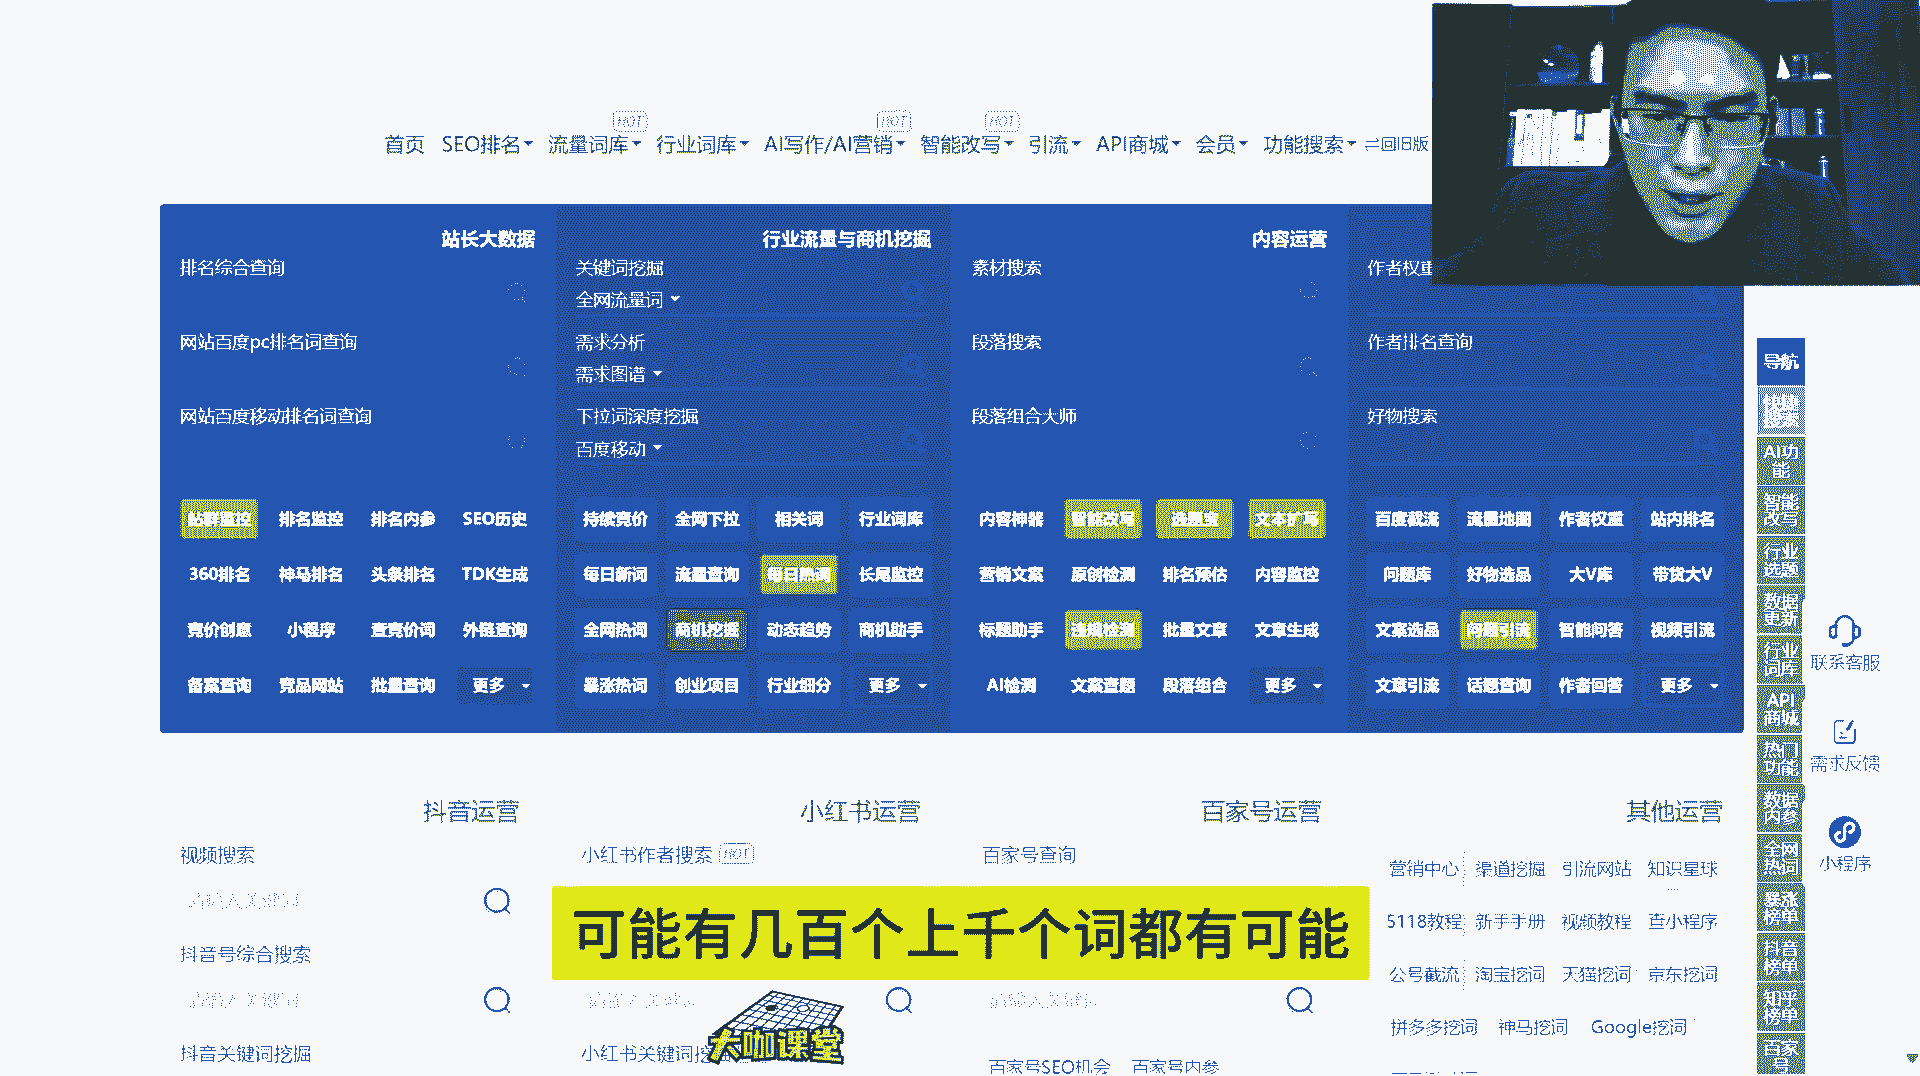 首页 SEO排名 流量词库 HOT 行业词库 AI写作/AI营销 HOT 智能改写 HOT 引流 API商城 会员 功能搜索 回旧版
站长大数据
排名综合查询
网站百度pc排名词查询
网站百度移动排名词查询
站群监控 排名监控 排名内参 SEO历史
360排名 神马排名 头条排名 TDK生成
竞价创意 小程序 查竞价词 外链查询
备案查询 竞品网站 批量查询 更多
行业流量与商机挖掘
关键词挖掘
全网流量词
需求分析
需求图谱
下拉词深度挖掘
百度移动
持续竞价 全网下拉 相关词 行业词库
每日新词 流量查询 每日热词 长尾监控
全网热词 商机挖掘 动态趋势 商机助手
暴涨热词 创业项目 行业细分 更多
内容运营
素材搜索
段落搜索
段落组合大师
内容神器 智能改写 选题宝 文本扩写
营销文案 原创检测 排名预估 内容监控
标题助手 违规检测 批量文章 文章生成
AI检测 文案查题 段落组合 更多
作者权重
作者排名查询
好物搜索
百度截流 流量地图 作者权重 站内排名
问题库 好物选品 大V库 带货大V
文案选品 问题引流 智能问答 视频引流
文章引流 话题查询 作者回答 更多
抖音运营
视频搜索
请输入关键词
抖音号综合搜索
请输入关键词
抖音关键词挖掘
小红书运营
小红书作者搜索 HOT
请输入关键词
小红书关键词挖
百家号运营
百家号查询
请输入关键词
百家号SEO机会 百家号内参
其他运营
营销中心 渠道挖掘 引流网站 知识星球
5118教程 新手手册 视频教程 查小程序
公号截流 淘宝挖词 天猫挖词 京东挖词
拼多多挖词 神马挖词 Google挖词
可能有几百个上千个词都有可能
大咖课堂
导航
快捷搜索
AI功能
智能改写
行业选题
数据更新
行业词库
API商城
热门功能
数据内参
全网热词
暴涨榜单
抖音榜单
知乎榜单
百家号
联系客服
需求反馈
小程序